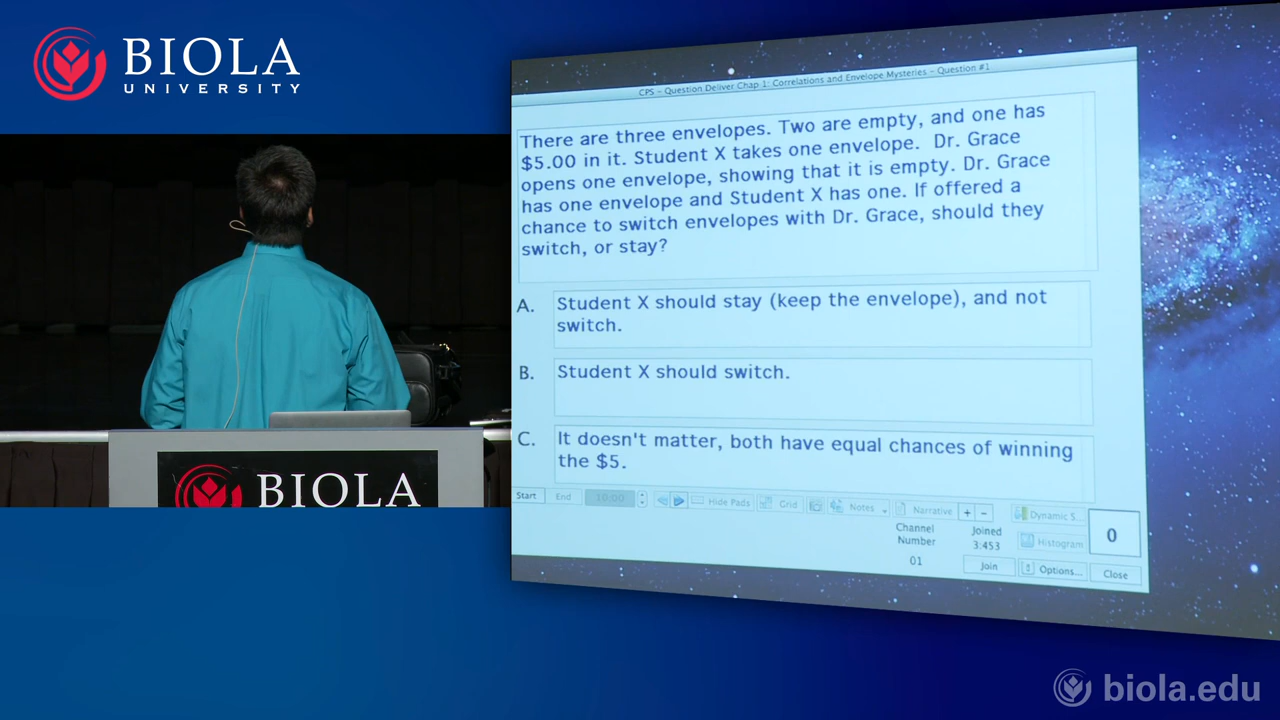 BIOLA
UNIVERSITY
CPS - Question Deliver Chap 1: Correlations and Envelope Mysteries - Question #1
There are three envelopes. Two are empty, and one has
$5.00 in it. Student X takes one envelope. Dr. Grace
opens one envelope, showing that it is empty. Dr. Grace
has one envelope and Student X has one. If offered a
chance to switch envelopes with Dr. Grace, should they
switch, or stay?
A. Student X should stay (keep the envelope), and not
switch.
B. Student X should switch.
C. It doesn't matter, both have equal chances of winning
the $5.
Start End 10:00 Hide Pads Grid Notes Narrative + - Dynamic S...
Channel
Number
01
Joined
3:453
Histogram
0
Join Options... Close
BIOLA
biola.edu